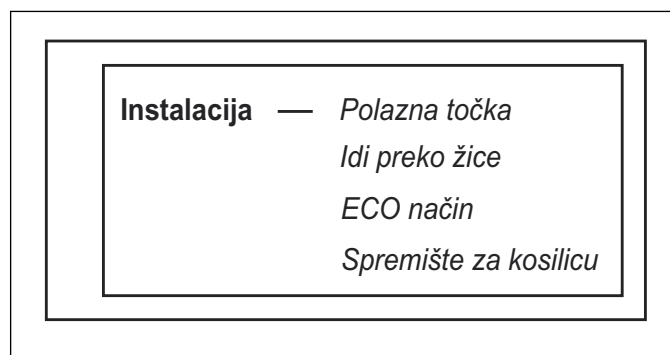 Instalacija — Polazna točka
Idi preko žice
ECO način
Spremište za kosilicu